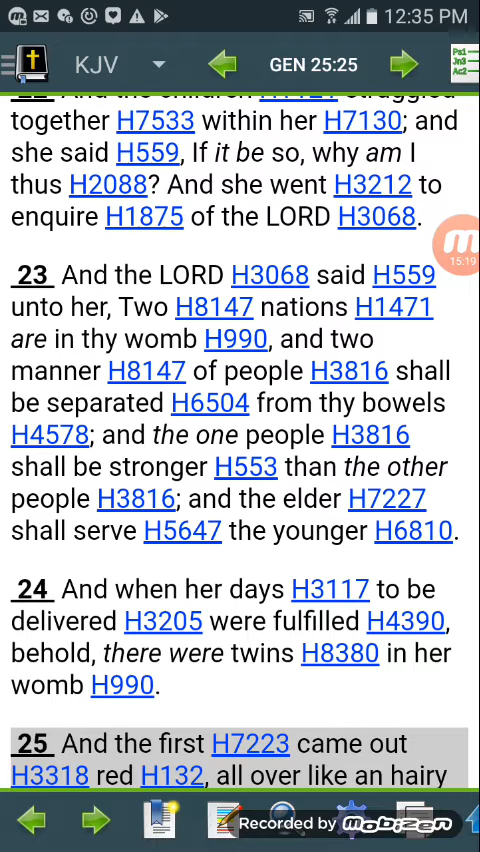 12:35 PM
KJV
GEN 25:25
Ps1
Jn3
Ac2
together H7533 within her H7130; and
she said H559, If it be so, why am I
thus H2088? And she went H3212 to
enquire H1875 of the LORD H3068.
15:19
23 And the LORD H3068 said H559
unto her, Two H8147 nations H1471
are in thy womb H990, and two
manner H8147 of people H3816 shall
be separated H6504 from thy bowels
H4578; and the one people H3816
shall be stronger H553 than the other
people H3816; and the elder H7227
shall serve H5647 the younger H6810.
24 And when her days H3117 to be
delivered H3205 were fulfilled H4390,
behold, there were twins H8380 in her
womb H990.
25 And the first H7223 came out
H3318 red H132, all over like an hairy
Recorded by mobizen